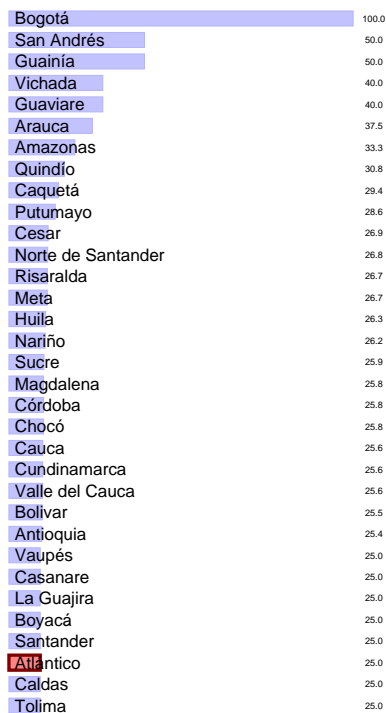 Bogotá 100.0
San Andrés 50.0
Guainía 50.0
Vichada 40.0
Guaviare 40.0
Arauca 37.5
Amazonas 33.3
Quindío 30.8
Caquetá 29.4
Putumayo 28.6
Cesar 26.9
Norte de Santander 26.8
Risaralda 26.7
Meta 26.7
Huila 26.3
Nariño 26.2
Sucre 25.9
Magdalena 25.8
Córdoba 25.8
Chocó 25.8
Cauca 25.6
Cundinamarca 25.6
Valle del Cauca 25.6
Bolivar 25.5
Antioquia 25.4
Vaupés 25.0
Casanare 25.0
La Guajira 25.0
Boyacá 25.0
Santander 25.0
Atlántico 25.0
Caldas 25.0
Tolima 25.0